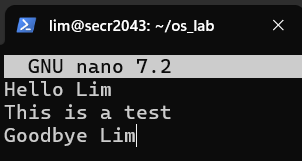 lim@secr2043: ~/os_lab
GNU nano 7.2
Hello Lim
This is a test
Goodbye Lim